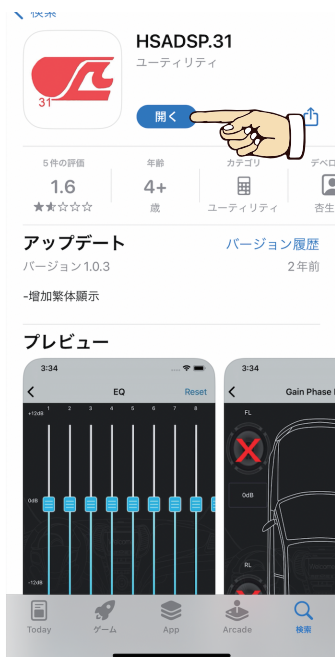 検索
HSADSP.31
ユーティリティ
31
開く
5件の評価
年齢
カテゴリ
デベロ
1.6
4+
★★☆☆☆
歳
ユーティリティ
杏生
アップデート
バージョン履歴
バージョン 1.0.3
2年前
-增加繁体顯示
プレビュー
3:34
3:34
EQ
Reset
Gain Phase
+12dB
1
2
3
4
5
6
7
8
FL
0dB
0dB
RL
-12dB
Today
ゲーム
App
Arcade
検索